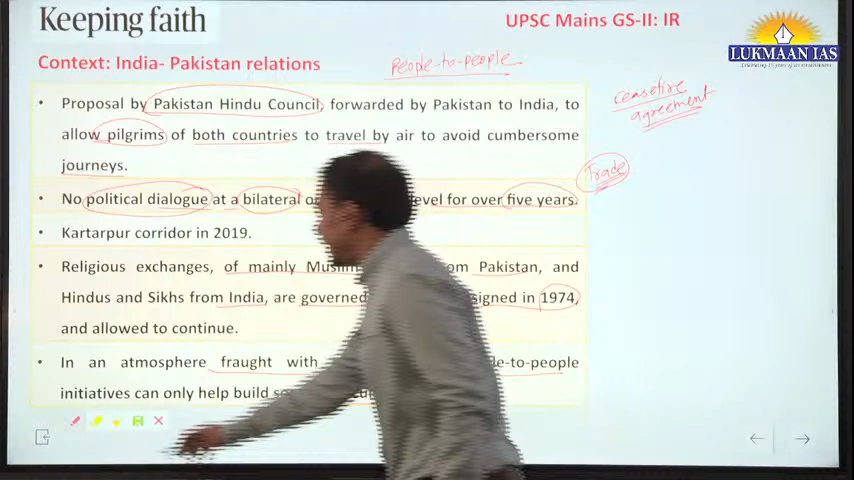 Keeping faith
UPSC Mains GS-II: IR
LUKMAAN IAS
Context: India- Pakistan relations
People-to-people
• Proposal by Pakistan Hindu Council, forwarded by Pakistan to India, to
allow pilgrims of both countries to travel by air to avoid cumbersome
journeys.
ceasefire
agreement
Trade
• No political dialogue at a bilateral level for over five years.
• Kartarpur corridor in 2019.
• Religious exchanges, of mainly Pakistan, and
Hindus and Sikhs from India, are governed signed in 1974,
and allowed to continue.
• In an atmosphere fraught with le-to-people
initiatives can only help build